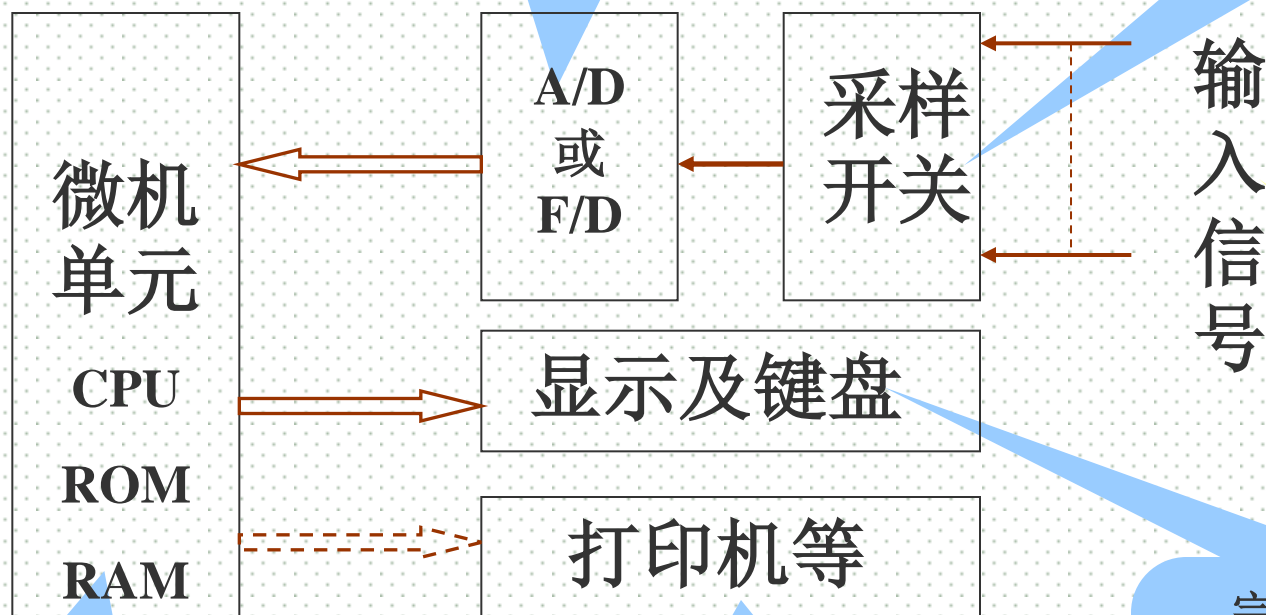 微机
单元
CPU
ROM
RAM
A/D
或
F/D
采样
开关
输
入
信
号
显示及键盘
打印机等